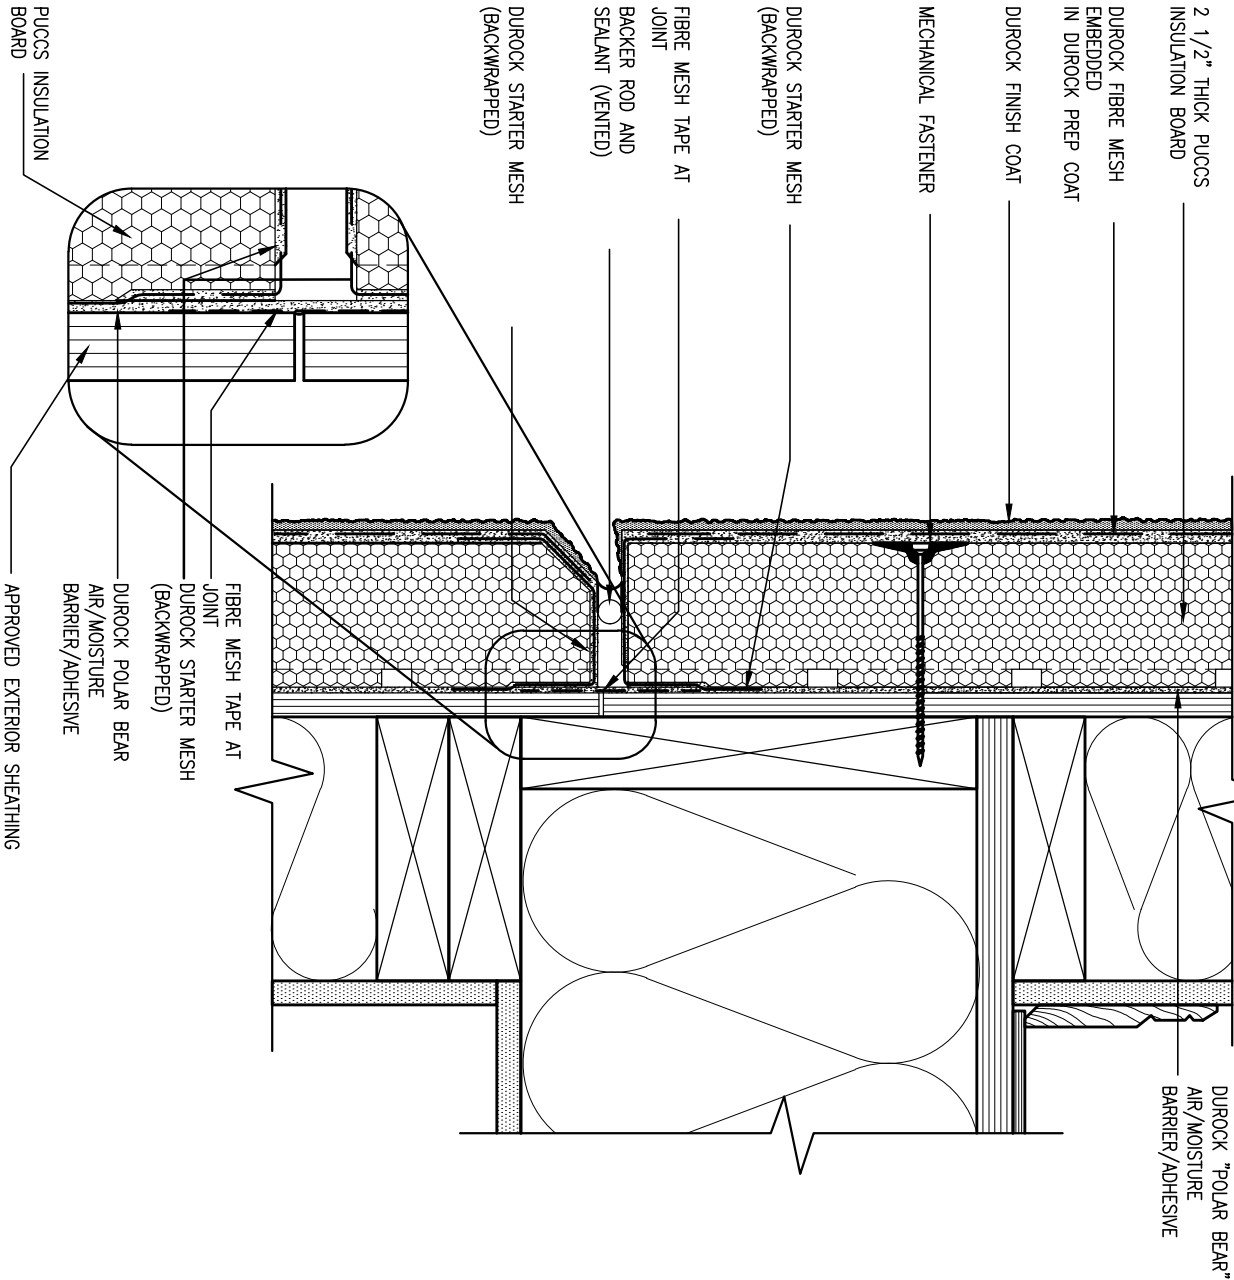 2 1/2" THICK PUCCS
INSULATION BOARD
DUROCK FIBRE MESH
EMBEDDED
IN DUROCK PREP COAT
DUROCK FINISH COAT
MECHANICAL FASTENER
DUROCK STARTER MESH
(BACKWRAPPED)
FIBRE MESH TAPE AT
JOINT
BACKER ROD AND
SEALANT (VENTED)
DUROCK STARTER MESH
(BACKWRAPPED)
PUCCS INSULATION
BOARD
DUROCK "POLAR BEAR"
AIR/MOISTURE
BARRIER/ADHESIVE
FIBRE MESH TAPE AT
JOINT
DUROCK STARTER MESH
(BACKWRAPPED)
DUROCK POLAR BEAR
AIR/MOISTURE
BARRIER/ADHESIVE
APPROVED EXTERIOR SHEATHING